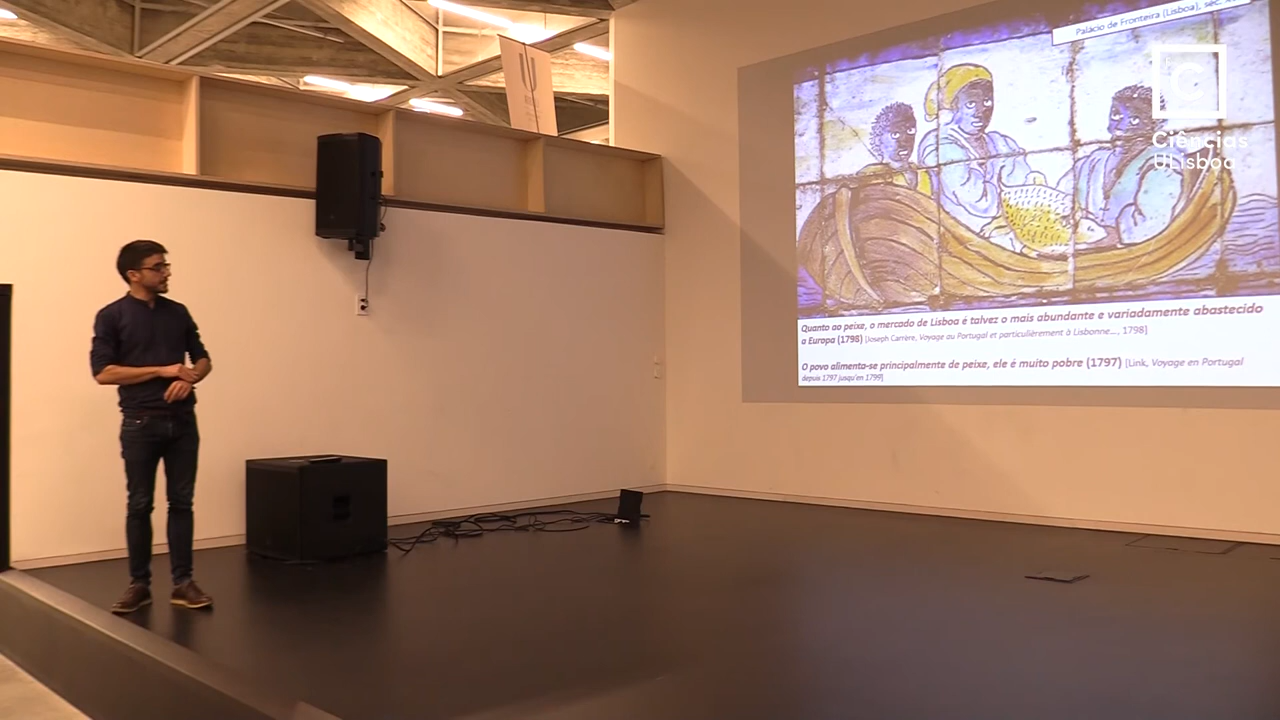 Palácio de Fronteira (Lisboa), séc.
C
Ciências
ULisboa
Quanto ao peixe, o mercado de Lisboa é talvez o mais abundante e variadamente abastecido
a Europa (1798) [Joseph Carrère, Voyage au Portugal et particulièrement à Lisbonne..., 1798]
O povo alimenta-se principalmente de peixe, ele é muito pobre (1797) [Link, Voyage en Portugal
depuis 1797 jusqu'en 1799]